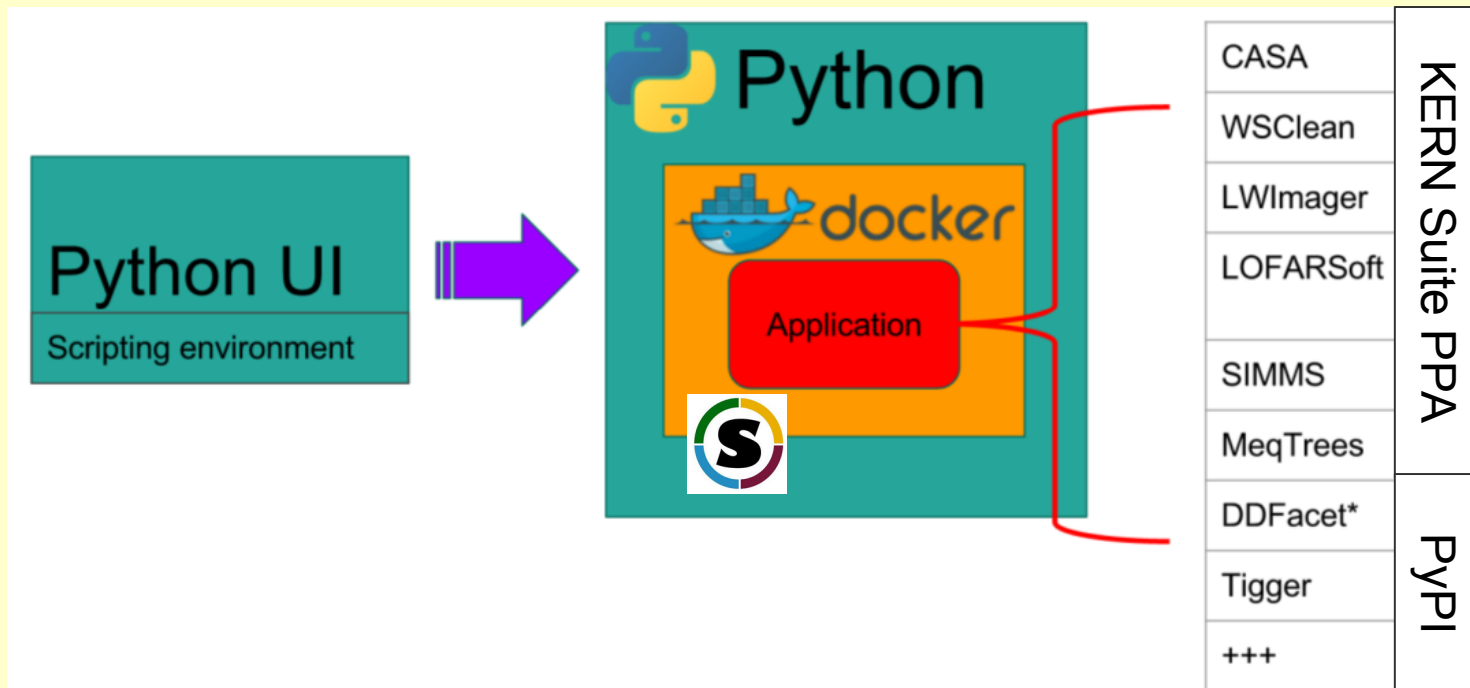 Python UI
Scripting environment
Python
docker
Application
S
CASA
WSClean
LWImager
LOFARSoft
SIMMS
MeqTrees
DDFacet*
Tigger
+++
KERN Suite PPA
PyPI